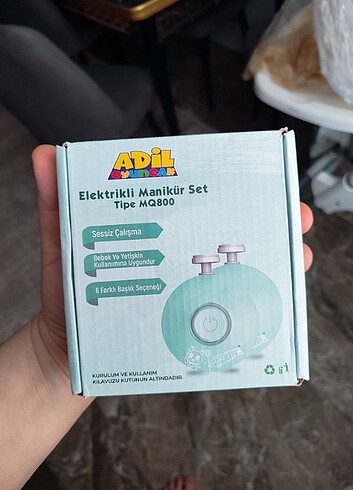 ADİL
OYUNCAK
Elektrikli Manikür Set
Tipe MQ800
Sessiz Çalışma
Bebek Ve Yetişkin
Kullanımına Uygundur
6 Farklı Başlık Seçeneği
KURULUM VE KULLANIM
KILAVUZU KUTUNUN ALTINDADIR.